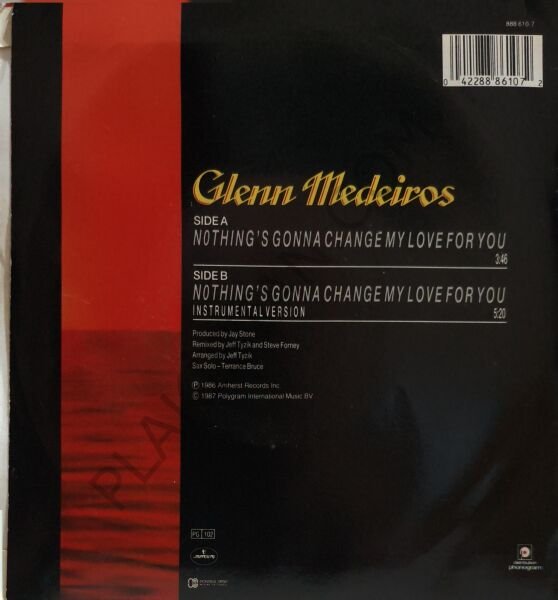 888 610-7
0 42288 86107 2
Glenn Medeiros
SIDE A
NOTHING'S GONNA CHANGE MY LOVE FOR YOU
3:46
SIDE B
NOTHING'S GONNA CHANGE MY LOVE FOR YOU
INSTRUMENTAL VERSION 5:20
Produced by Jay Stone
Remixed by Jeff Tyzik and Steve Forney
Arranged by Jeff Tyzik
Sax Solo – Terrance Bruce
Ⓟ 1986 Amherst Records Inc.
© 1987 Polygram International Music BV
PG 102
mercury
distribution
phonogram